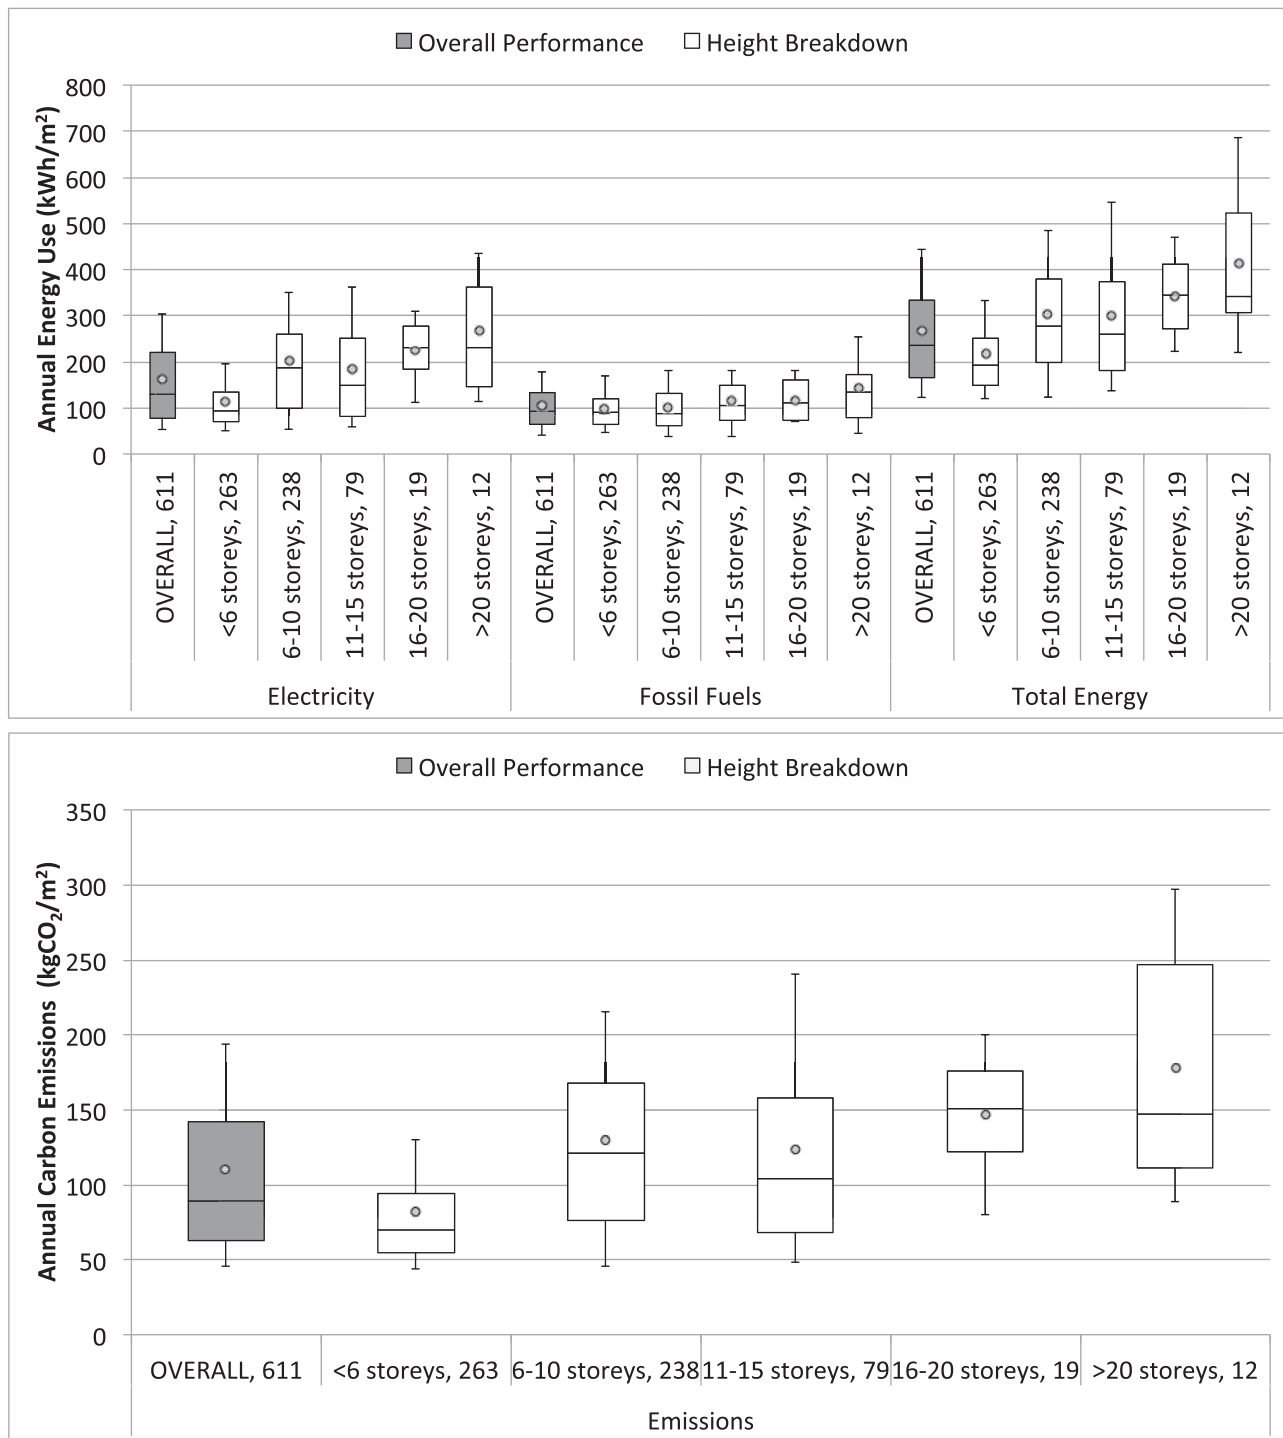 Overall Performance Height Breakdown
Annual Energy Use (kWh/m²)
800
700
600
500
400
300
200
100
0
OVERALL, 611
<6 storeys, 263
6-10 storeys, 238
11-15 storeys, 79
16-20 storeys, 19
>20 storeys, 12
OVERALL, 611
<6 storeys, 263
6-10 storeys, 238
11-15 storeys, 79
16-20 storeys, 19
>20 storeys, 12
OVERALL, 611
<6 storeys, 263
6-10 storeys, 238
11-15 storeys, 79
16-20 storeys, 19
>20 storeys, 12
Electricity Fossil Fuels Total Energy
Overall Performance Height Breakdown
Annual Carbon Emissions (kgCO₂/m²)
350
300
250
200
150
100
50
0
OVERALL, 611 <6 storeys, 263 6-10 storeys, 238 11-15 storeys, 79 16-20 storeys, 19 >20 storeys, 12
Emissions